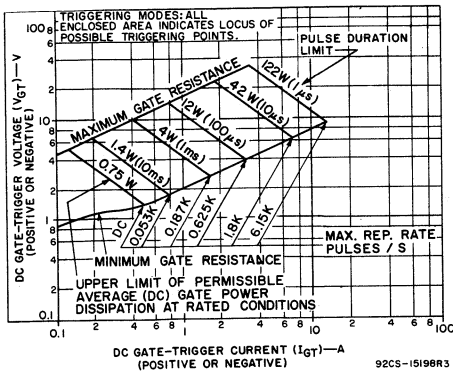 TRIGGERING MODES: ALL
ENCLOSED AREA INDICATES LOCUS OF
POSSIBLE TRIGGERING POINTS.
PULSE DURATION
LIMIT
DC GATE-TRIGGER VOLTAGE (VGT)—V
(POSITIVE OR NEGATIVE)
100
8
6
4
2
10
8
6
4
2
1
8
6
4
2
0.1
MAXIMUM GATE RESISTANCE
122W(1μs)
42W(10μs)
12W(100μs)
4W(1ms)
1.4W(10ms)
0.75 W
DC
0.053K
0.187K
0.625K
1.8K
6.15K
MAX. REP. RATE
PULSES / S
MINIMUM GATE RESISTANCE
UPPER LIMIT OF PERMISSIBLE
AVERAGE (DC) GATE POWER
DISSIPATION AT RATED CONDITIONS
0.1 2 4 6 8 1 2 4 6 8 10 2 4 6 8 100
DC GATE-TRIGGER CURRENT (IGT)—A
(POSITIVE OR NEGATIVE)
92CS-15198R3